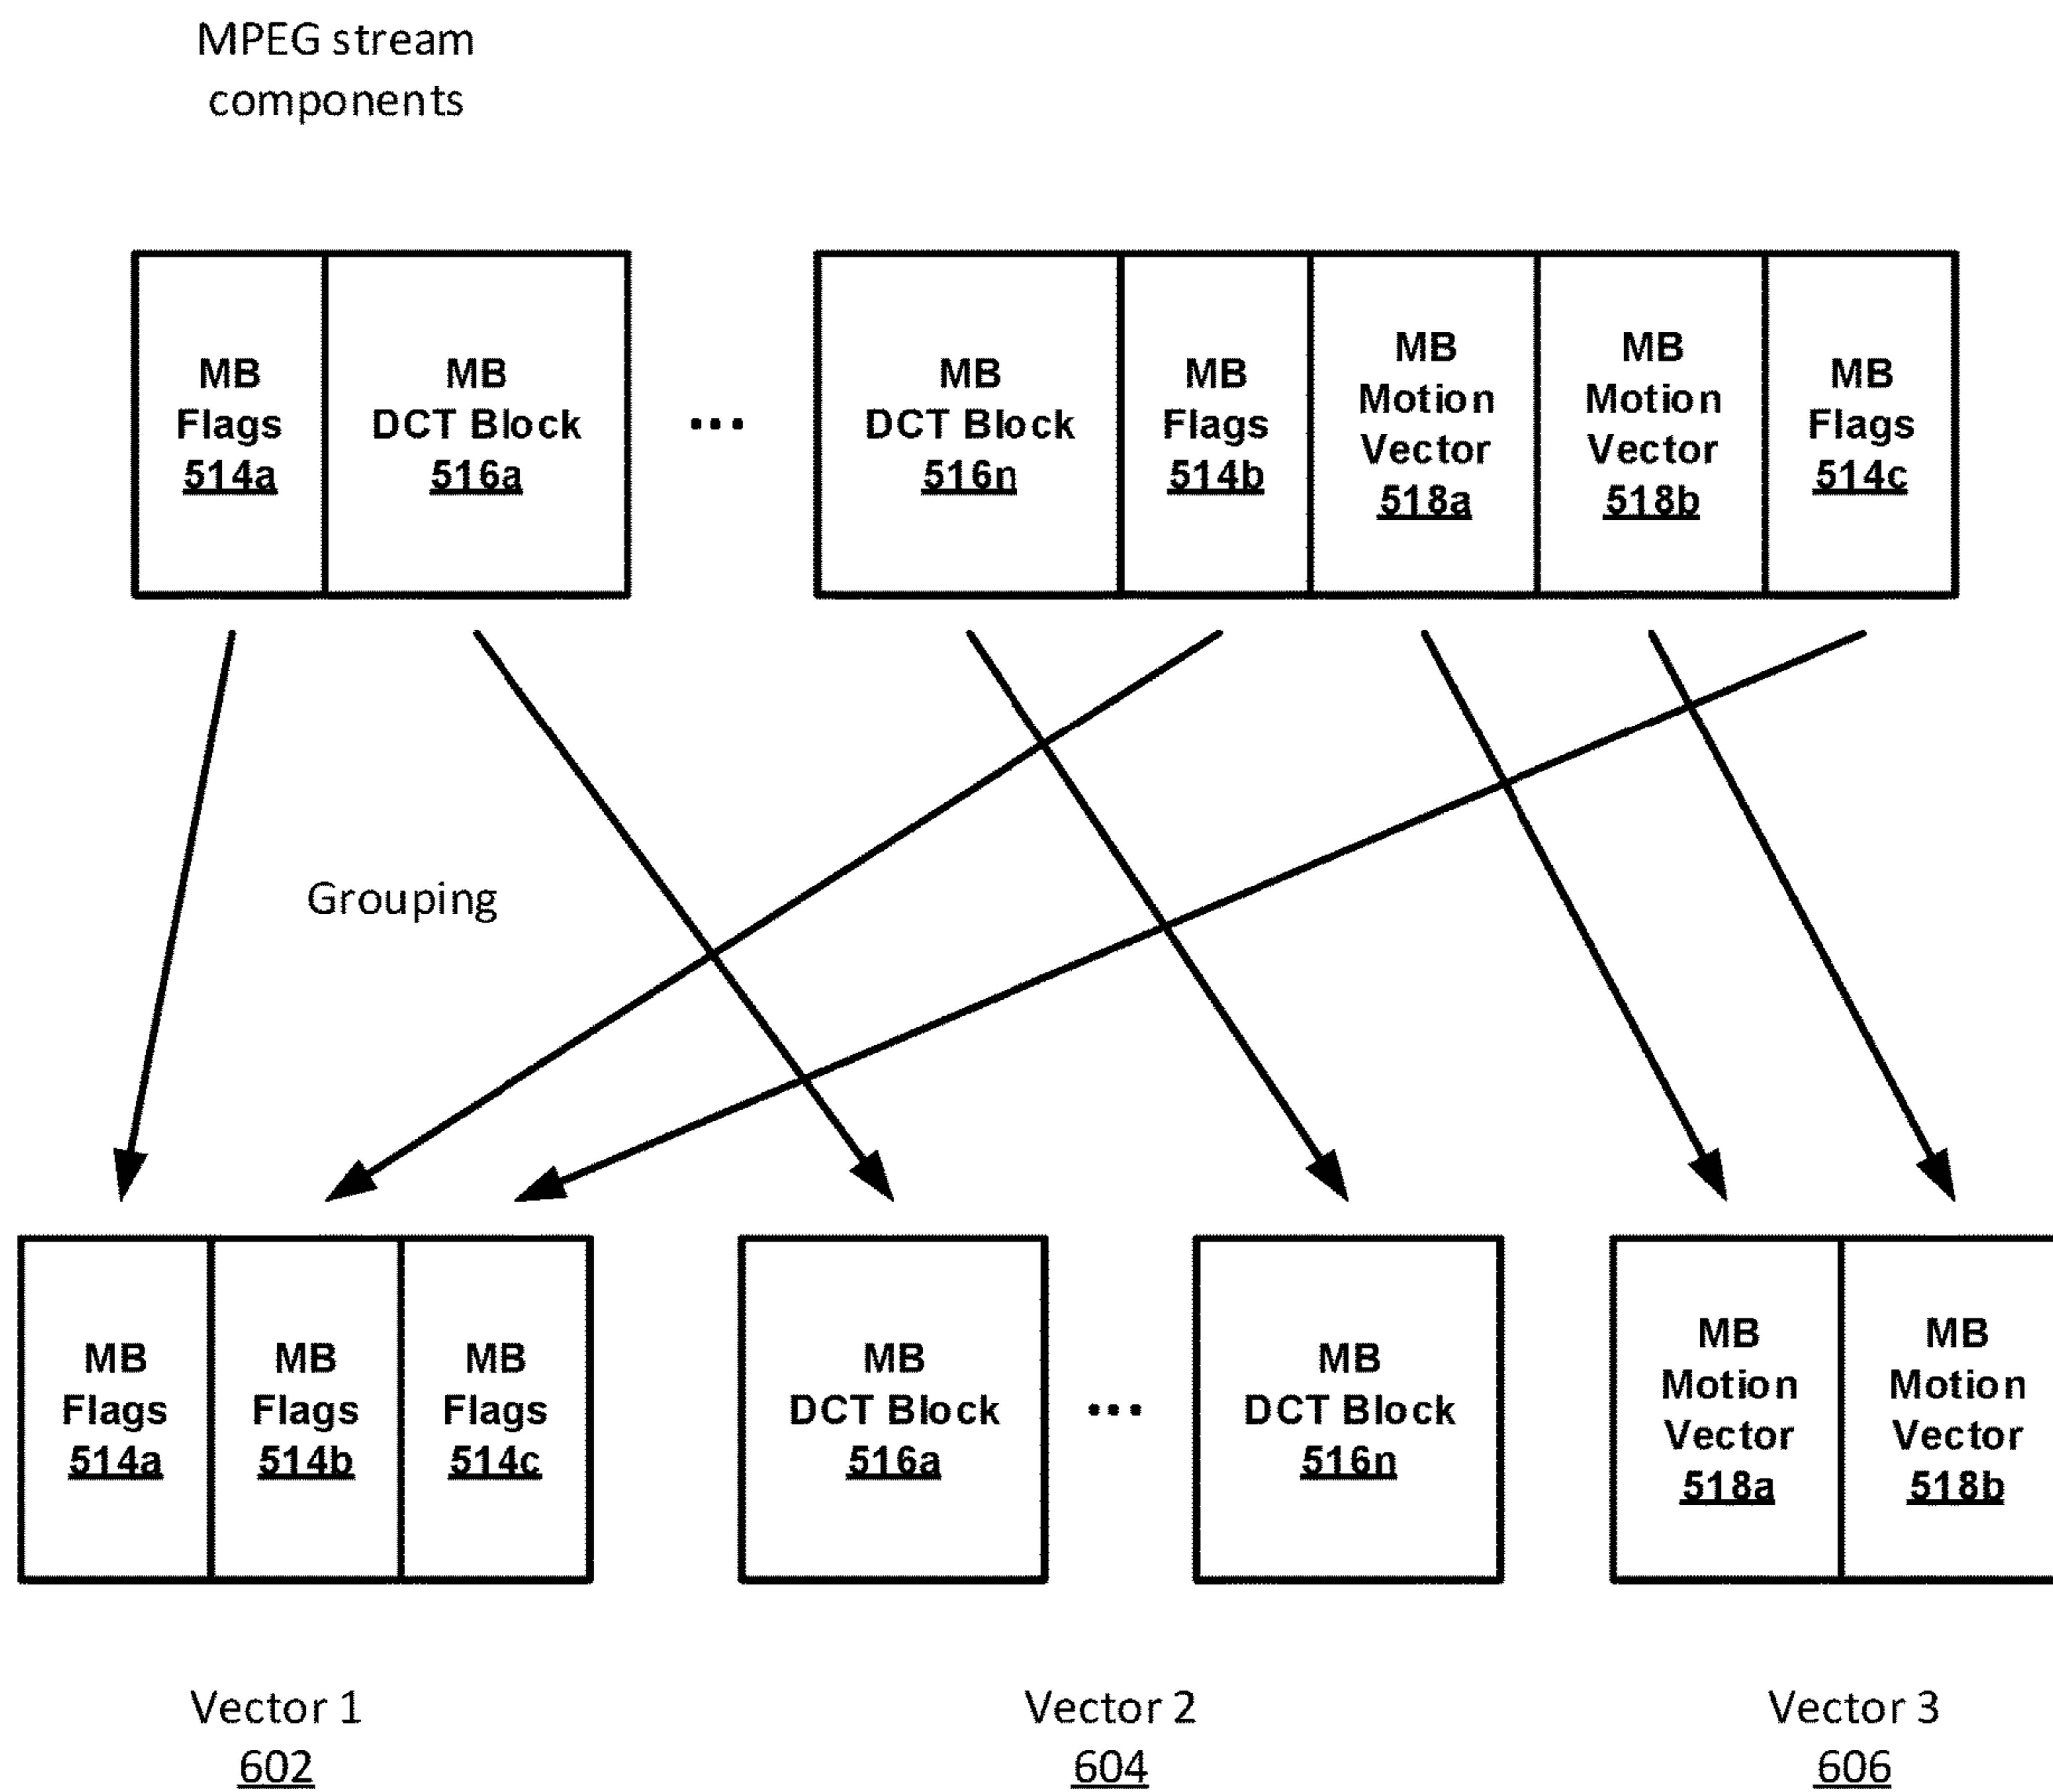 MPEG stream
components
MB
Flags
514a
MB
DCT Block
516a
...
MB
DCT Block
516n
MB
Flags
514b
MB
Motion
Vector
518a
MB
Motion
Vector
518b
MB
Flags
514c
Grouping
MB
Flags
514a
MB
Flags
514b
MB
Flags
514c
MB
DCT Block
516a
...
MB
DCT Block
516n
MB
Motion
Vector
518a
MB
Motion
Vector
518b
Vector 1
602
Vector 2
604
Vector 3
606